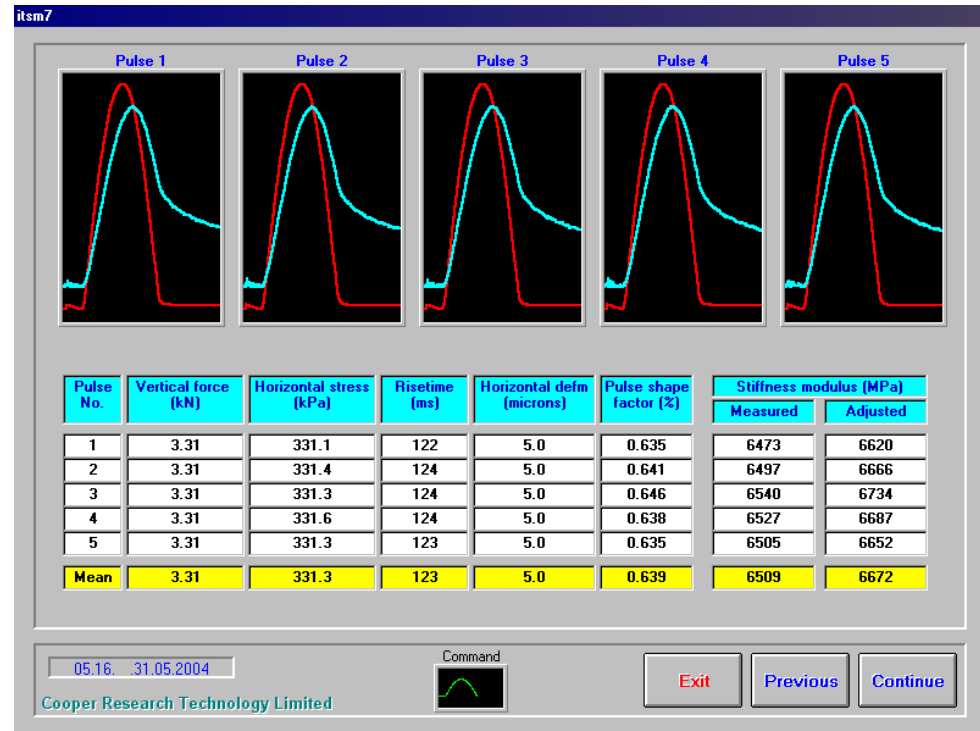 itsm7
Pulse 1 Pulse 2 Pulse 3 Pulse 4 Pulse 5
Pulse No. Vertical force (kN) Horizontal stress (kPa) Risetime (ms) Horizontal defm (microns) Pulse shape factor (%) Stiffness modulus (MPa)
Measured Adjusted
1 3.31 331.1 122 5.0 0.635 6473 6620
2 3.31 331.4 124 5.0 0.641 6497 6666
3 3.31 331.3 124 5.0 0.646 6540 6734
4 3.31 331.6 124 5.0 0.638 6527 6687
5 3.31 331.3 123 5.0 0.635 6505 6652
Mean 3.31 331.3 123 5.0 0.639 6509 6672
05.16. .31.05.2004
Command
Exit Previous Continue
Cooper Research Technology Limited